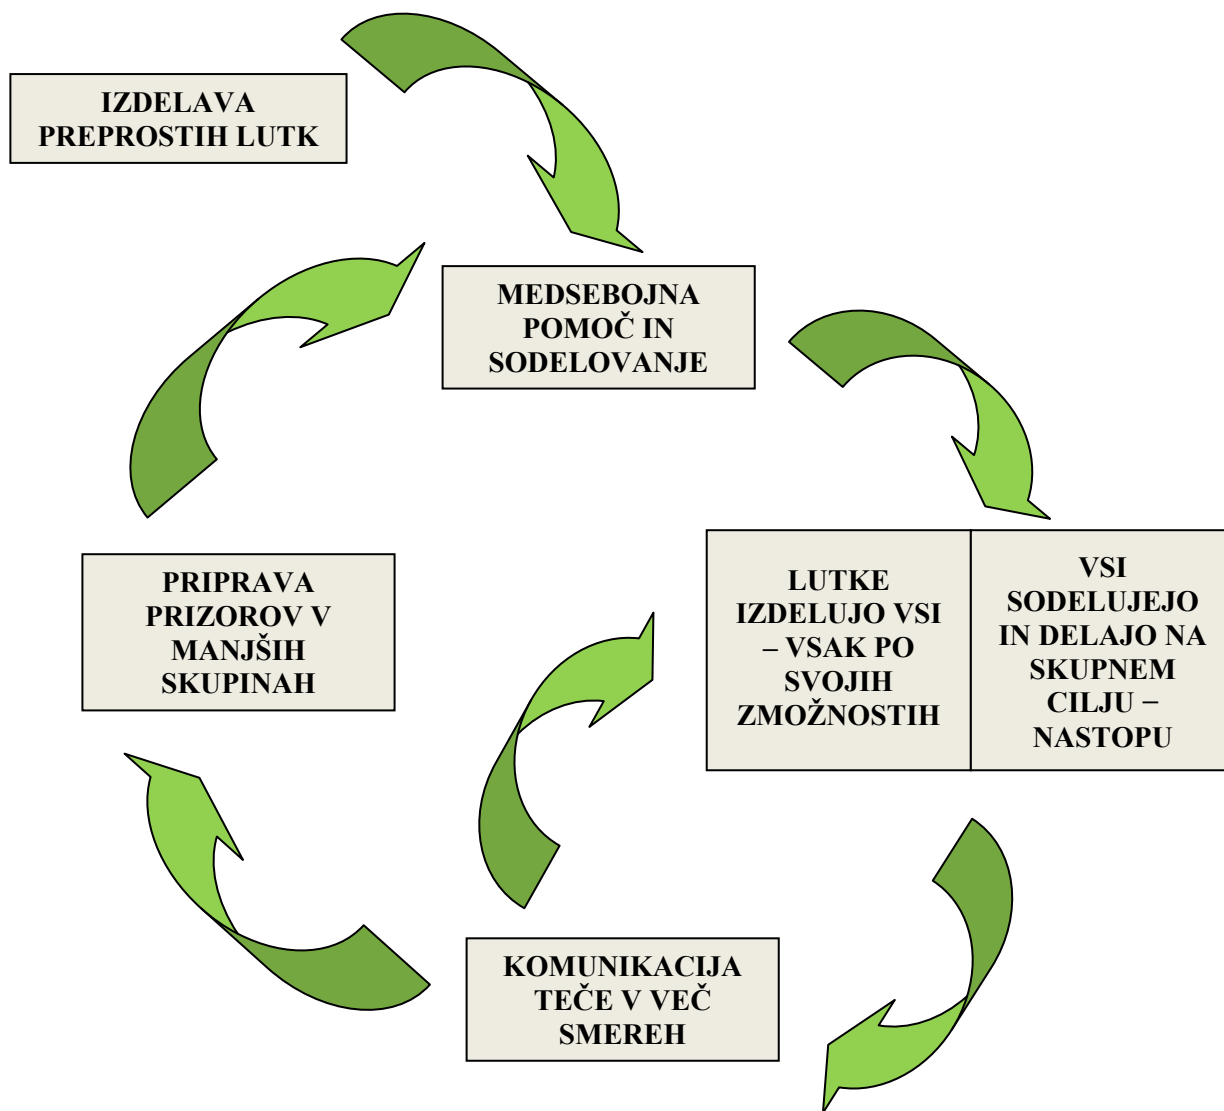 IZDELAVA
PREPROSTIH LUTK
MEDSEBOJNA
POMOČ IN
SODELOVANJE
PRIPRAVA
PRIZOROV V
MANJŠIH
SKUPINAH
LUTKE
IZDELUJO VSI
– VSAK PO
SVOJIH
ZMOŽNOSTIH
VSI
SODELUJEJO
IN DELAJO NA
SKUPNEM
CILJU –
NASTOPU
KOMUNIKACIJA
TEČE V VEČ
SMEREH